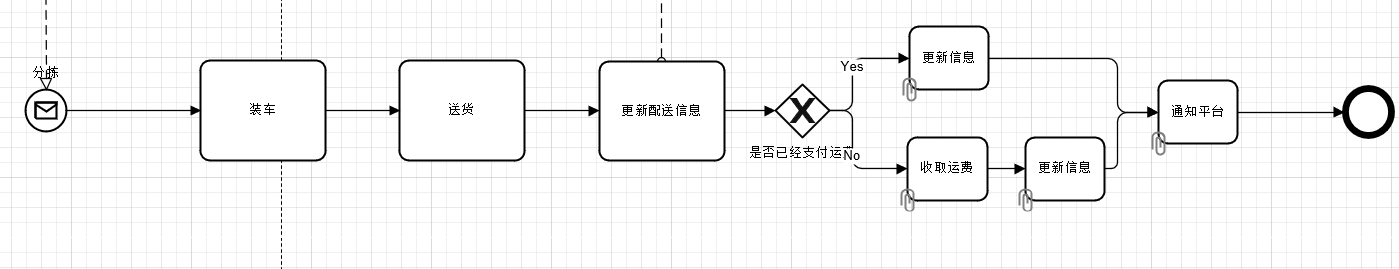 分拣
装车
送货
更新配送信息
是否已经支付运
Yes
No
更新信息
收取运费
更新信息
通知平台